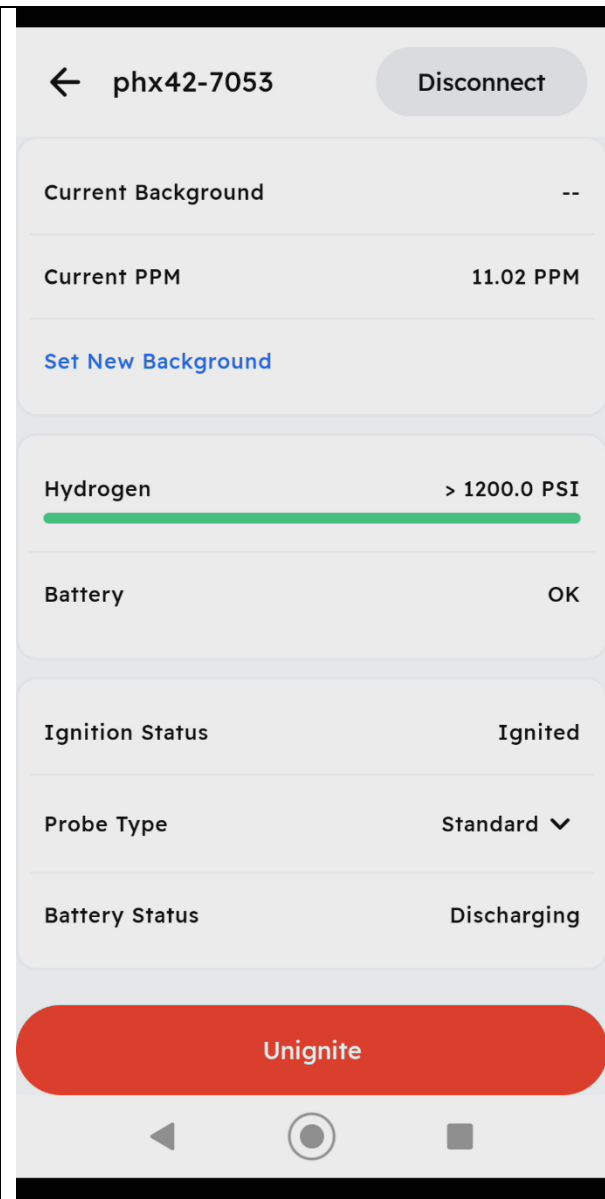 phx42-7053 Disconnect
Current Background --
Current PPM 11.02 PPM
Set New Background
Hydrogen > 1200.0 PSI
Battery OK
Ignition Status Ignited
Probe Type Standard
Battery Status Discharging
Unignite